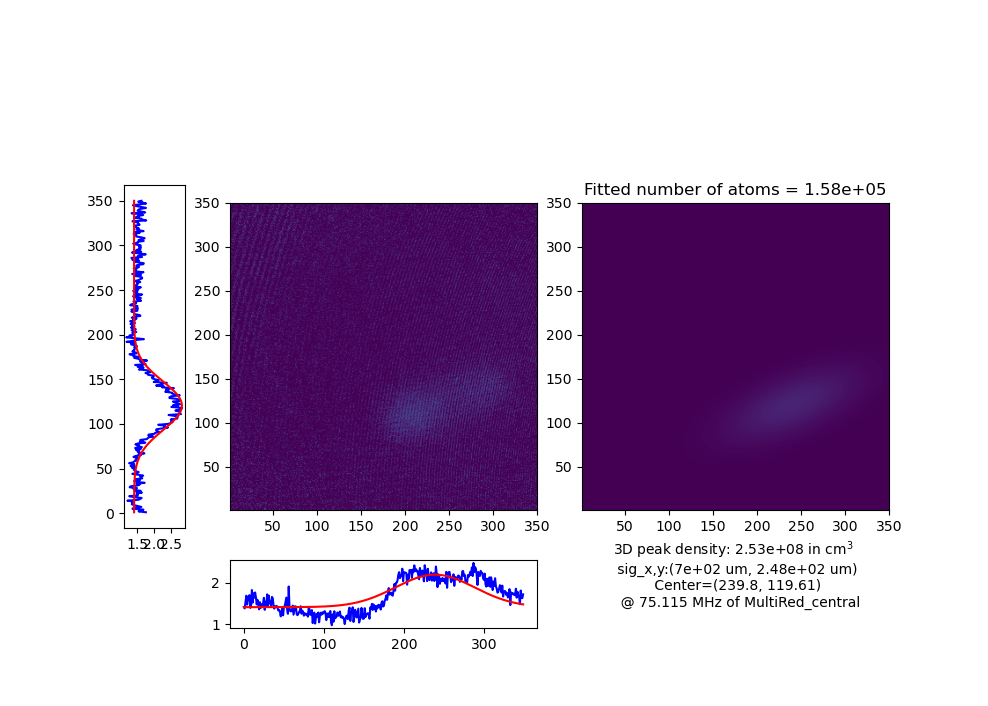 Fitted number of atoms = 1.58e+05
350
300
250
200
150
100
50
0
1.5 2.0 2.5
350
300
250
200
150
100
50
50 100 150 200 250 300 350
350
300
250
200
150
100
50
50 100 150 200 250 300 350
3D peak density: 2.53e+08 in cm³
sig_x,y:(7e+02 um, 2.48e+02 um)
Center=(239.8, 119.61)
@ 75.115 MHz of MultiRed_central
2
1
0 100 200 300